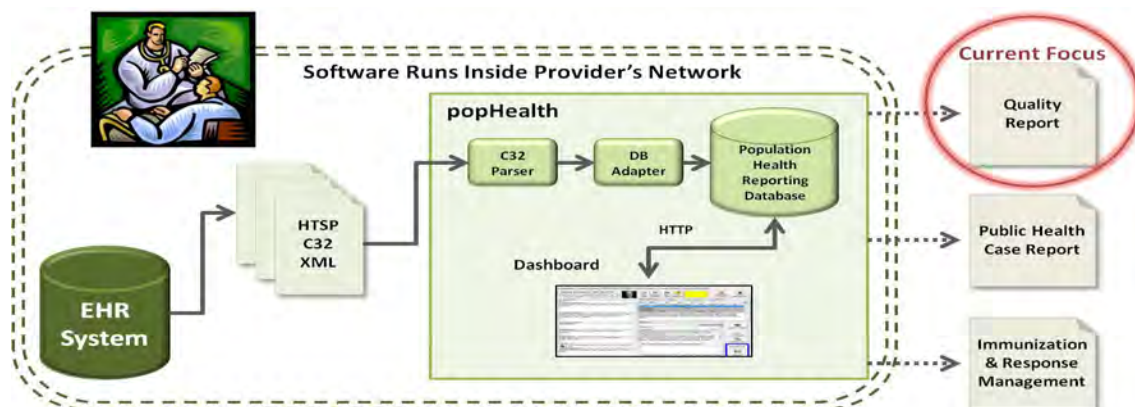 Current Focus
Software Runs Inside Provider's Network
Quality
Report
popHealth
C32
Parser
DB
Adapter
Population
Health
Reporting
Database
HTSP
C32
XML
HTTP
Public Health
Case Report
Dashboard
EHR
System
Immunization
& Response
Management